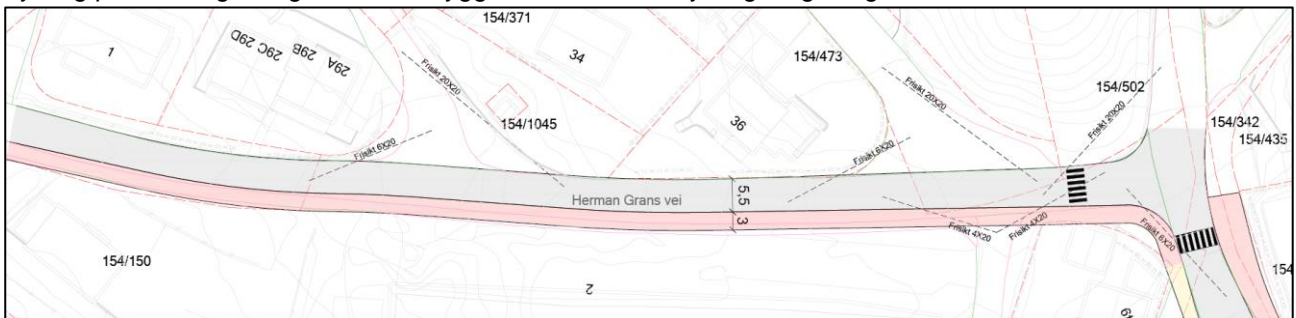 154/371
1
29D
29C
29B
29A
34
154/473
Frisikt 20X20
Frisikt 20X20
154/502
154/1045
36
Frisikt 20X20
154/342
154/435
Frisikt 6X20
Frisikt 6X20
5,5
Herman Grans vei
3
Frisikt 4X20
Frisikt 4X20
Frisikt 6X20
154/150
2